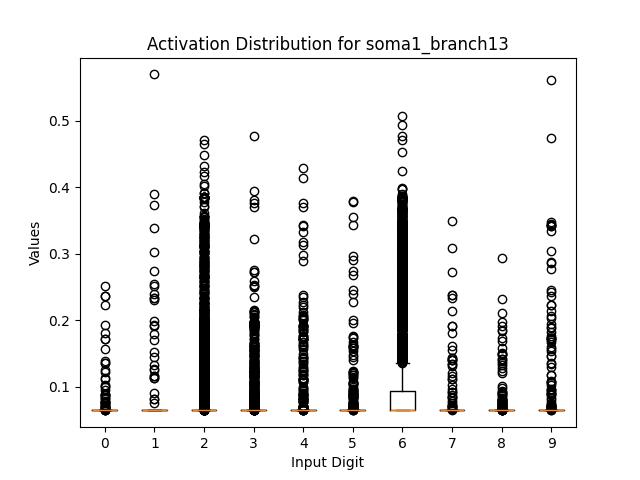 Activation Distribution for soma1_branch13
Values
0.5
0.4
0.3
0.2
0.1
0 1 2 3 4 5 6 7 8 9
Input Digit